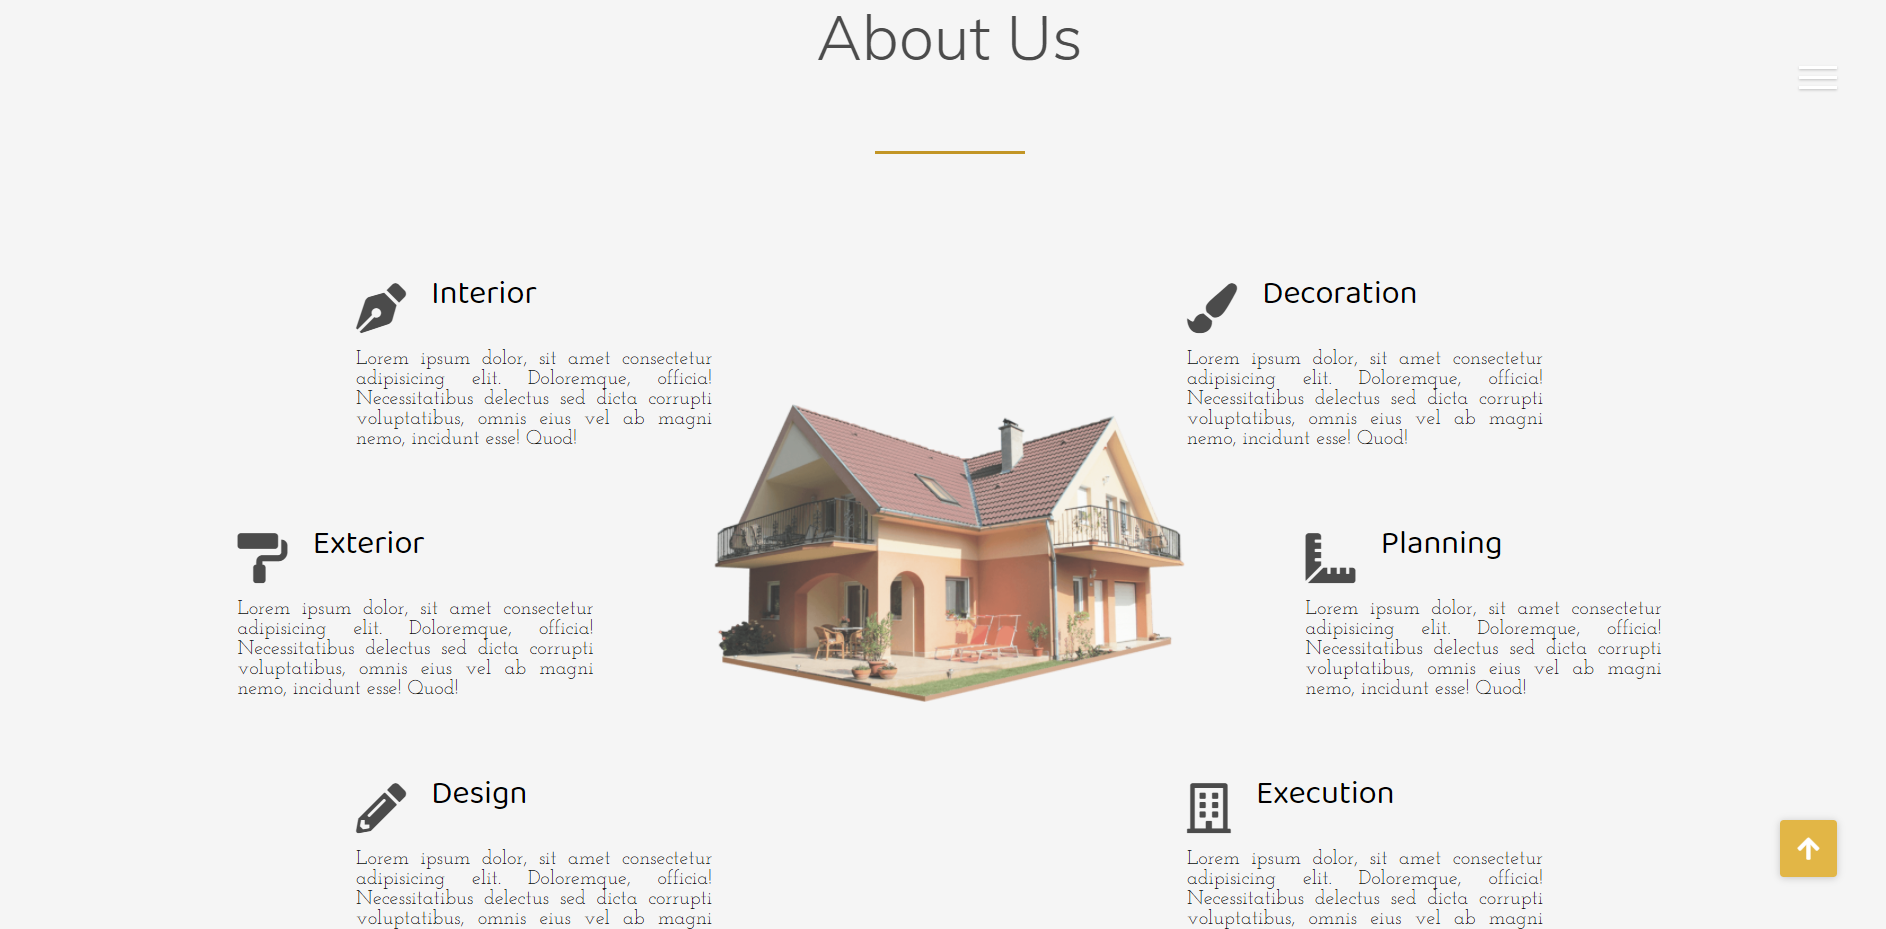 About Us
Interior
Lorem ipsum dolor, sit amet consectetur
adipisicing elit. Doloremque, officia!
Necessitatibus delectus sed dicta corrupti
voluptatibus, omnis eius vel ab magni
nemo, incidunt esse! Quod!
Decoration
Lorem ipsum dolor, sit amet consectetur
adipisicing elit. Doloremque, officia!
Necessitatibus delectus sed dicta corrupti
voluptatibus, omnis eius vel ab magni
nemo, incidunt esse! Quod!
Exterior
Lorem ipsum dolor, sit amet consectetur
adipisicing elit. Doloremque, officia!
Necessitatibus delectus sed dicta corrupti
voluptatibus, omnis eius vel ab magni
nemo, incidunt esse! Quod!
Planning
Lorem ipsum dolor, sit amet consectetur
adipisicing elit. Doloremque, officia!
Necessitatibus delectus sed dicta corrupti
voluptatibus, omnis eius vel ab magni
nemo, incidunt esse! Quod!
Design
Lorem ipsum dolor, sit amet consectetur
adipisicing elit. Doloremque, officia!
Necessitatibus delectus sed dicta corrupti
voluptatibus, omnis eius vel ab magni
Execution
Lorem ipsum dolor, sit amet consectetur
adipisicing elit. Doloremque, officia!
Necessitatibus delectus sed dicta corrupti
voluptatibus, omnis eius vel ab magni